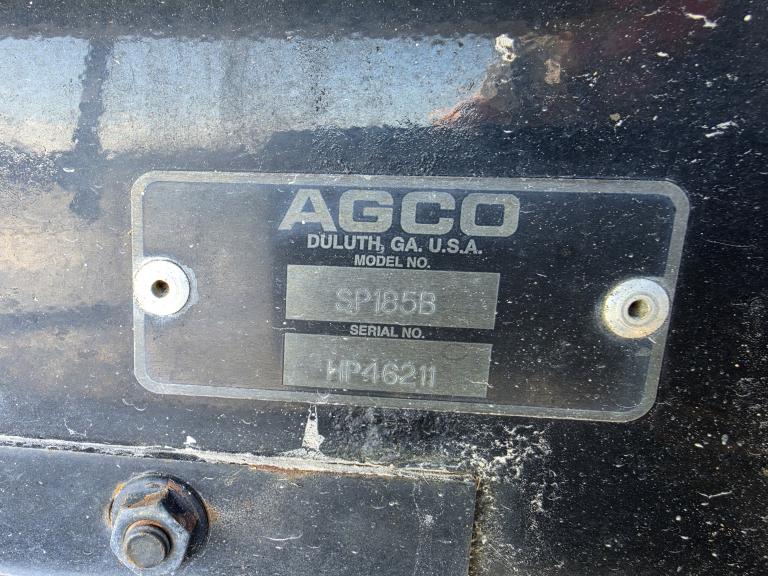 AGCO
DULUTH, GA. U.S.A.
MODEL NO.
SP185B
SERIAL NO.
HP46211